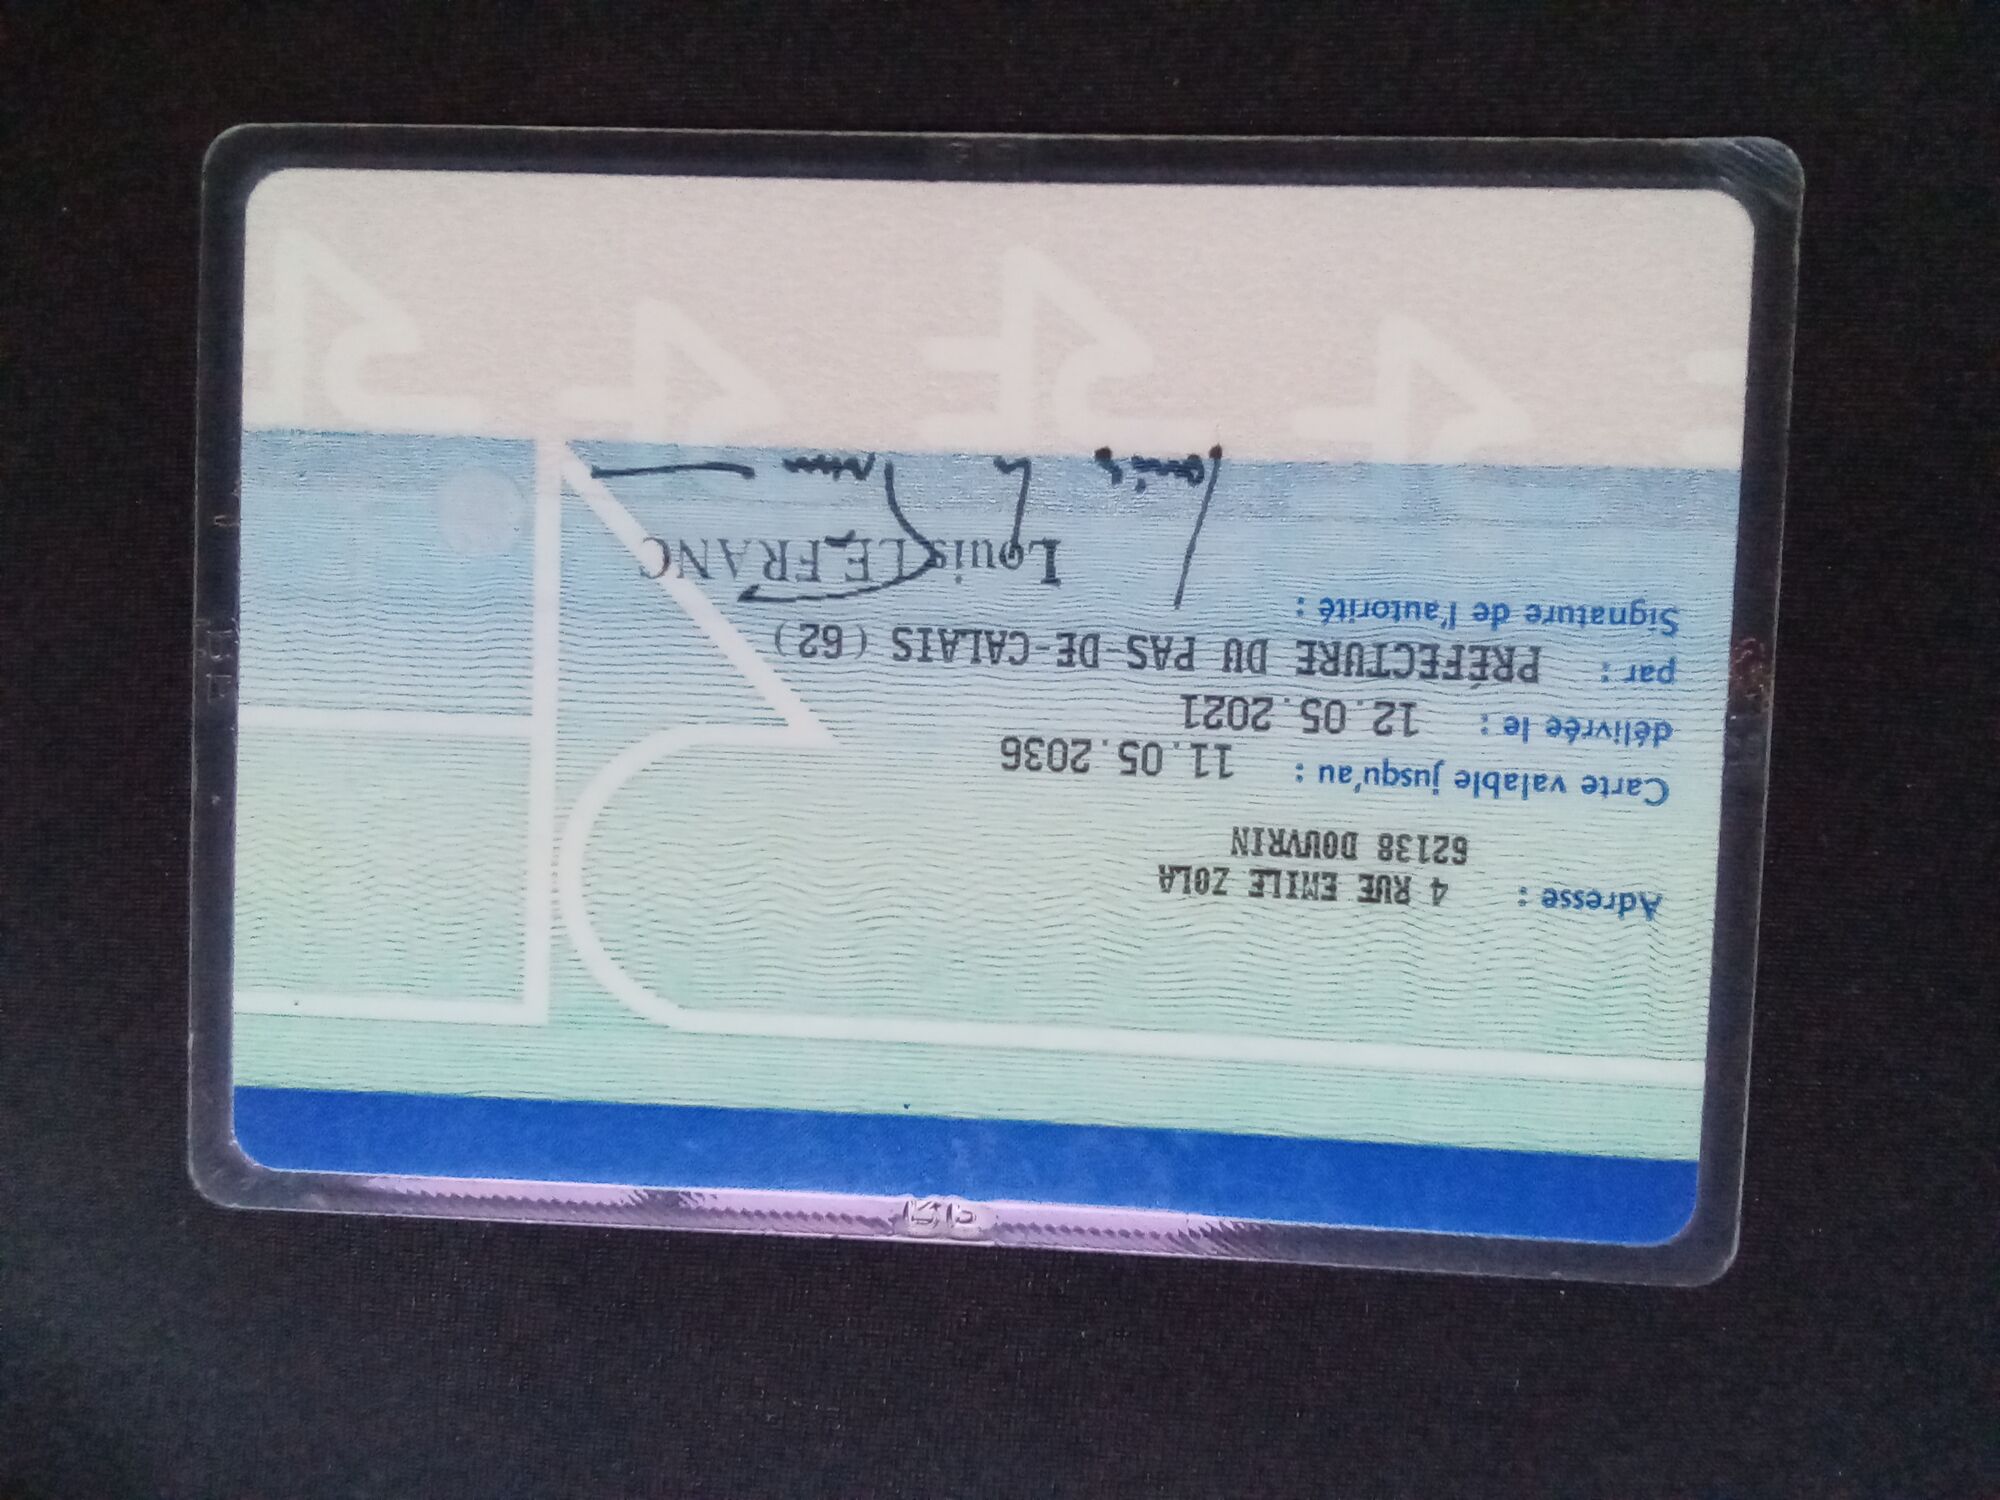 Adresse : 4 RUE EMILE ZOLA
62138 DOUVRIN
Carte valable jusqu'au : 11.05.2036
délivrée le : 12.05.2021
par : PRÉFECTURE DU PAS-DE-CALAIS (62)
Signature de l'autorité :
Louis LE FRANC